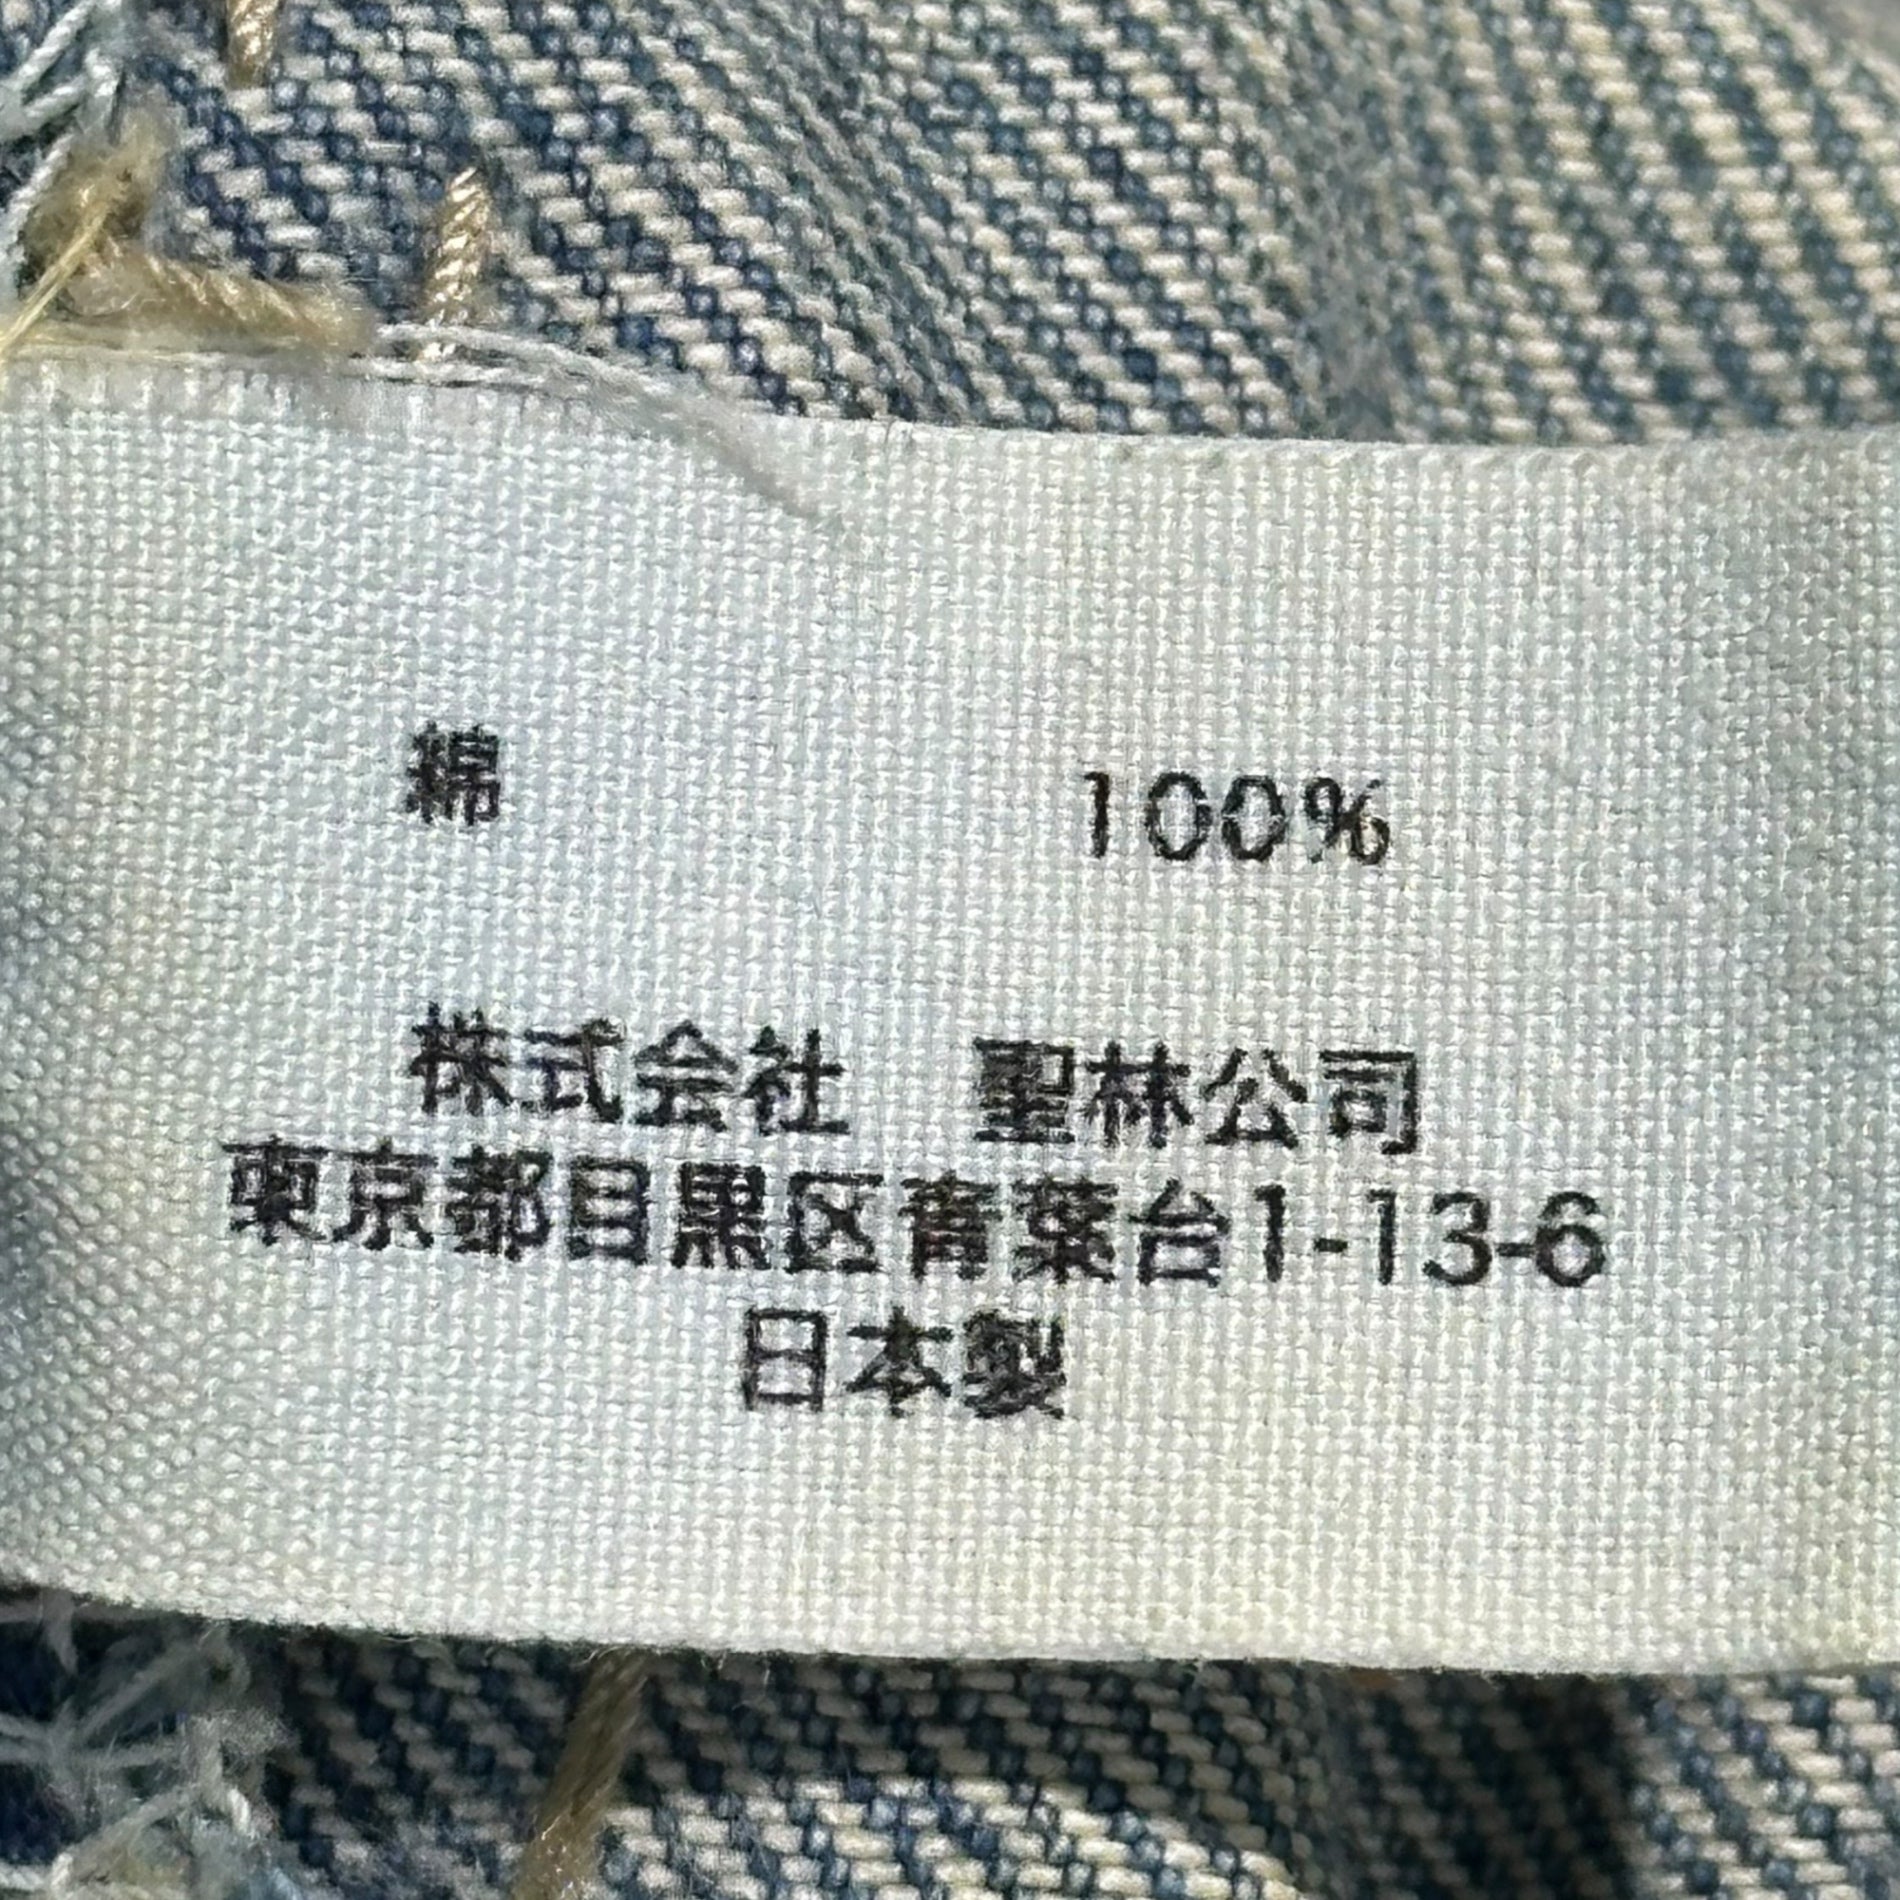 綿 100%
株式会社 聖林公司
東京都目黒区青葉台1-13-6
日本製